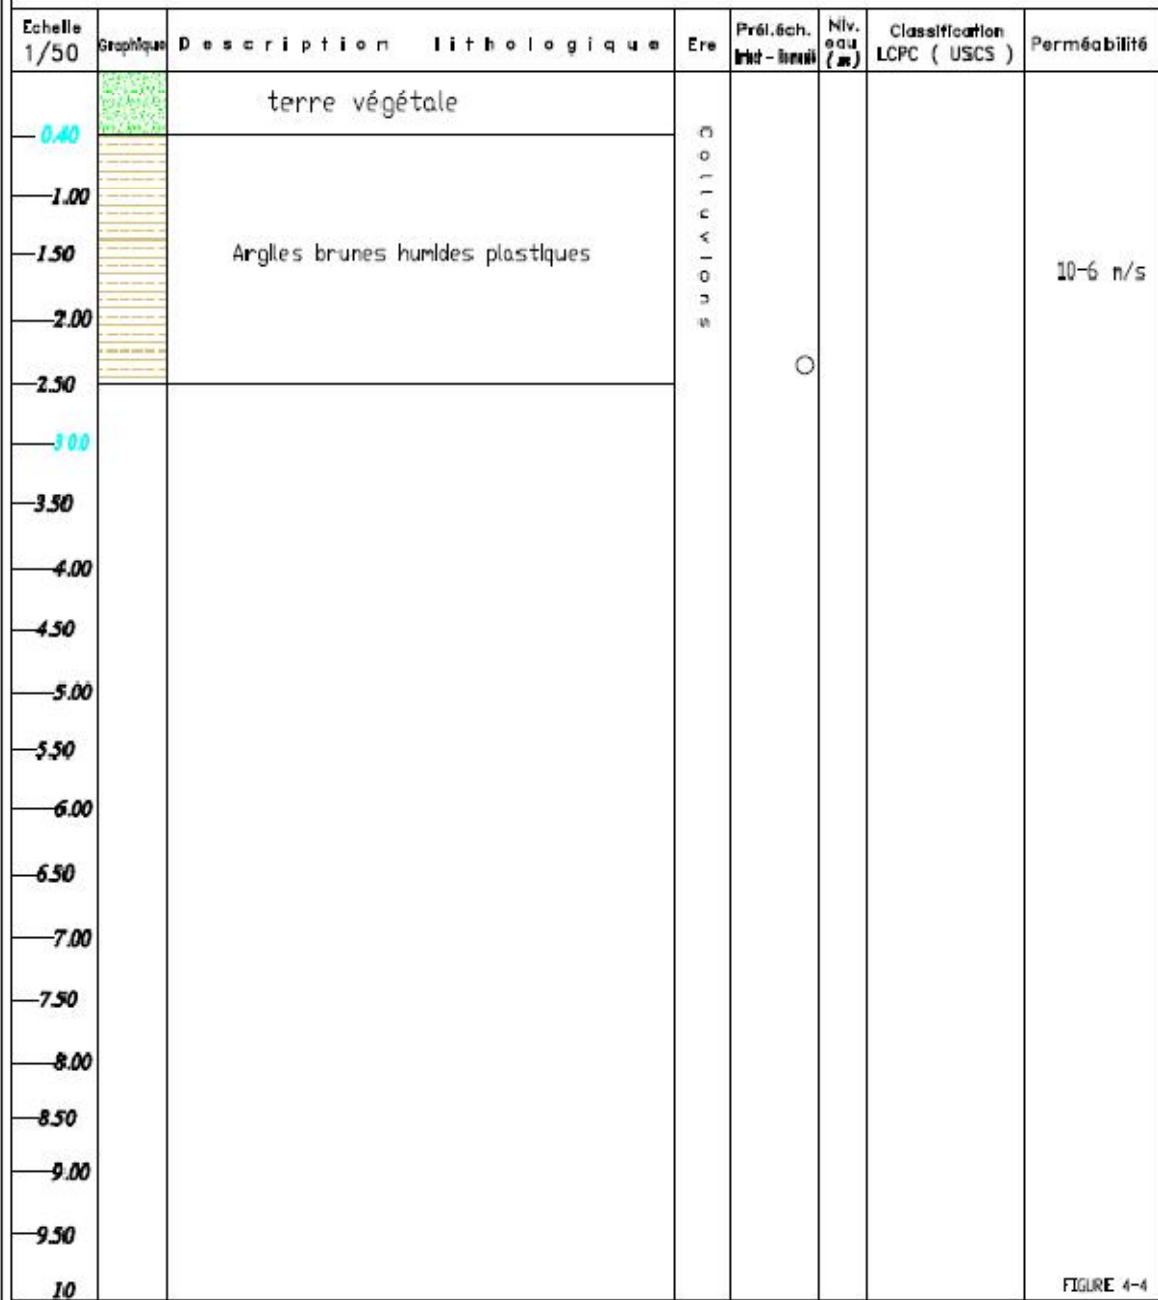 Echelle
1/50
Graphique
Description lithologique
Ere
Prél.éch.
Niv.
eau
(m)
Classification
LCPC ( USCS )
Perméabilité
terre végétale
0.40
Colluvions
1.00
Argiles brunes humides plastiques
1.50
10-6 m/s
2.00
2.50
3 00
3.50
4.00
4.50
5.00
5.50
6.00
6.50
7.00
7.50
8.00
8.50
9.00
9.50
10
FIGURE 4-4